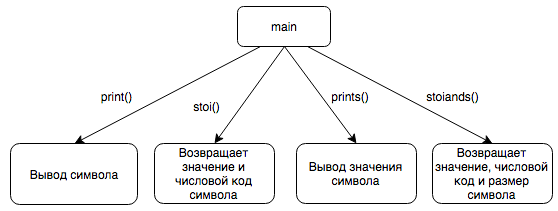 main
print()
stoi()
prints()
stoiands()
Вывод символа
Возвращает
значение и
числовой код
символа
Вывод значения
символа
Возвращает
значение, числовой
код и размер
символа